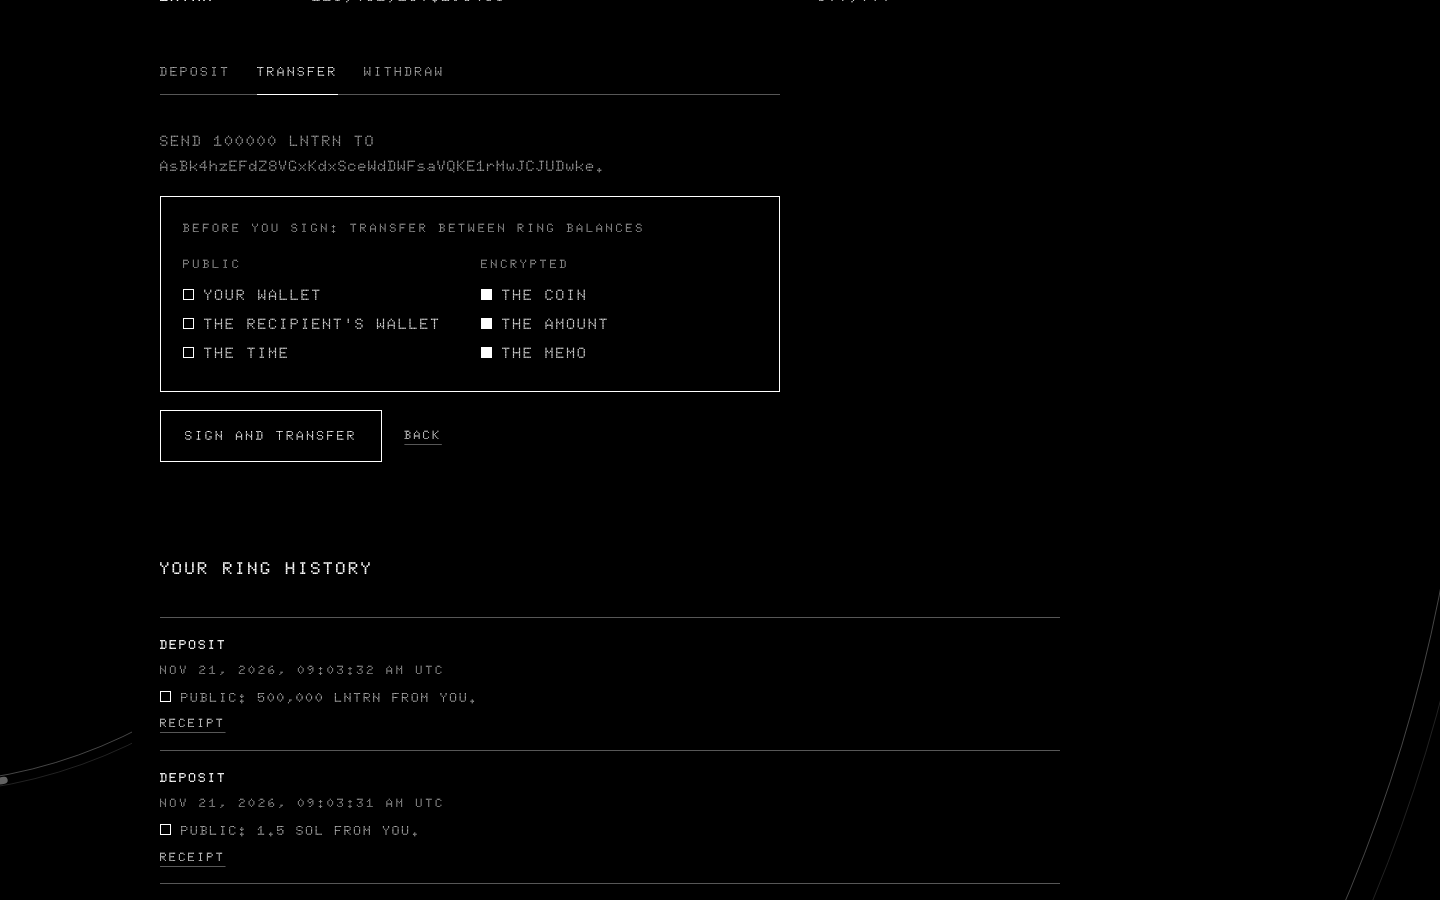 DEPOSIT TRANSFER WITHDRAW
SEND 100000 LNTRN TO
AsBk4hzEFdZ8VGxKdxSceWdDWFsaVQKE1rMwJCJUDwke.
BEFORE YOU SIGN: TRANSFER BETWEEN RING BALANCES
PUBLIC ENCRYPTED
YOUR WALLET THE COIN
THE RECIPIENT'S WALLET THE AMOUNT
THE TIME THE MEMO
SIGN AND TRANSFER BACK
YOUR RING HISTORY
DEPOSIT
NOV 21, 2026, 09:03:32 AM UTC
PUBLIC: 500,000 LNTRN FROM YOU.
RECEIPT
DEPOSIT
NOV 21, 2026, 09:03:31 AM UTC
PUBLIC: 1.5 SOL FROM YOU.
RECEIPT